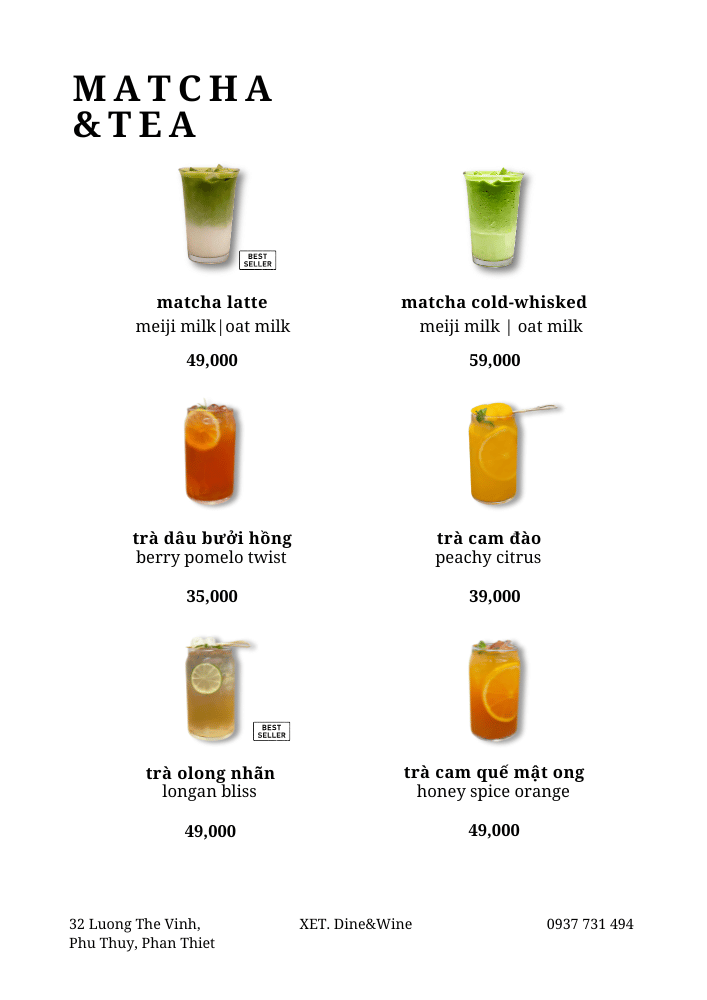 MATCHA
&TEA
BEST
SELLER
matcha latte
meiji milk|oat milk
49,000
matcha cold-whisked
meiji milk | oat milk
59,000
trà dâu bưởi hồng
berry pomelo twist
35,000
trà cam đào
peachy citrus
39,000
BEST
SELLER
trà olong nhãn
longan bliss
49,000
trà cam quế mật ong
honey spice orange
49,000
32 Luong The Vinh,
Phu Thuy, Phan Thiet
XET. Dine&Wine
0937 731 494